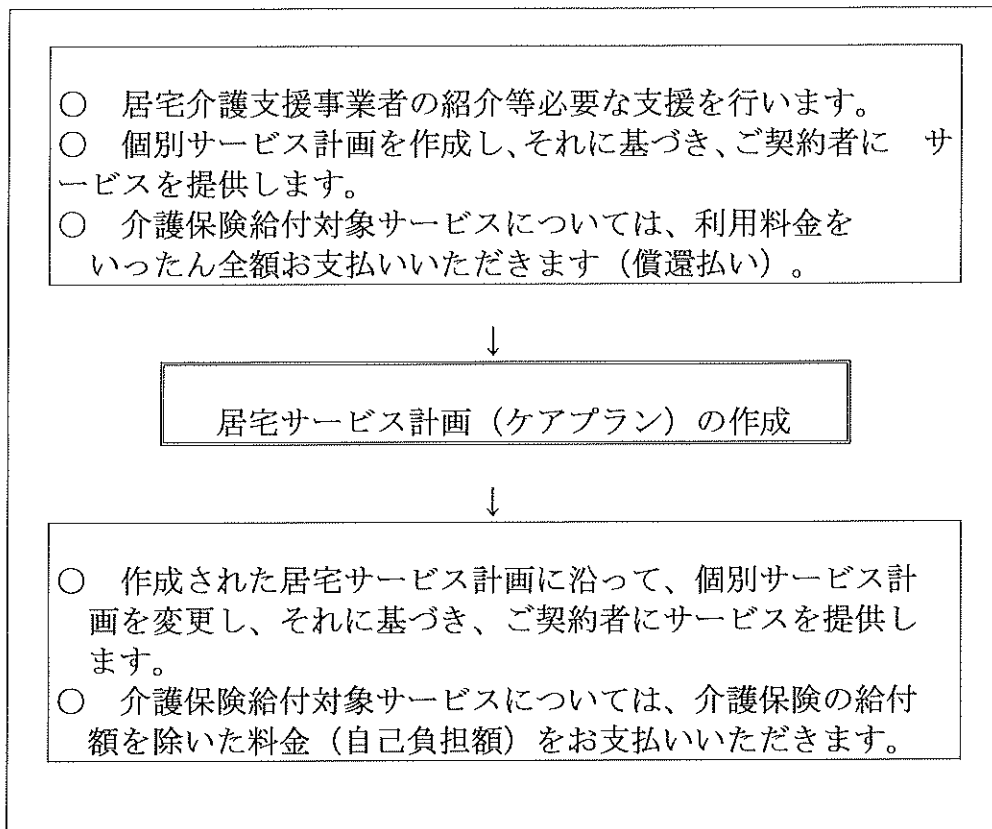 ○　居宅介護支援事業者の紹介等必要な支援を行います。
○　個別サービス計画を作成し、それに基づき、ご契約者に　サ
ービスを提供します。
○　介護保険給付対象サービスについては、利用料金を
いったん全額お支払いいただきます（償還払い）。
↓
居宅サービス計画（ケアプラン）の作成
↓
○　作成された居宅サービス計画に沿って、個別サービス計
画を変更し、それに基づき、ご契約者にサービスを提供し
ます。
○　介護保険給付対象サービスについては、介護保険の給付
額を除いた料金（自己負担額）をお支払いいただきます。